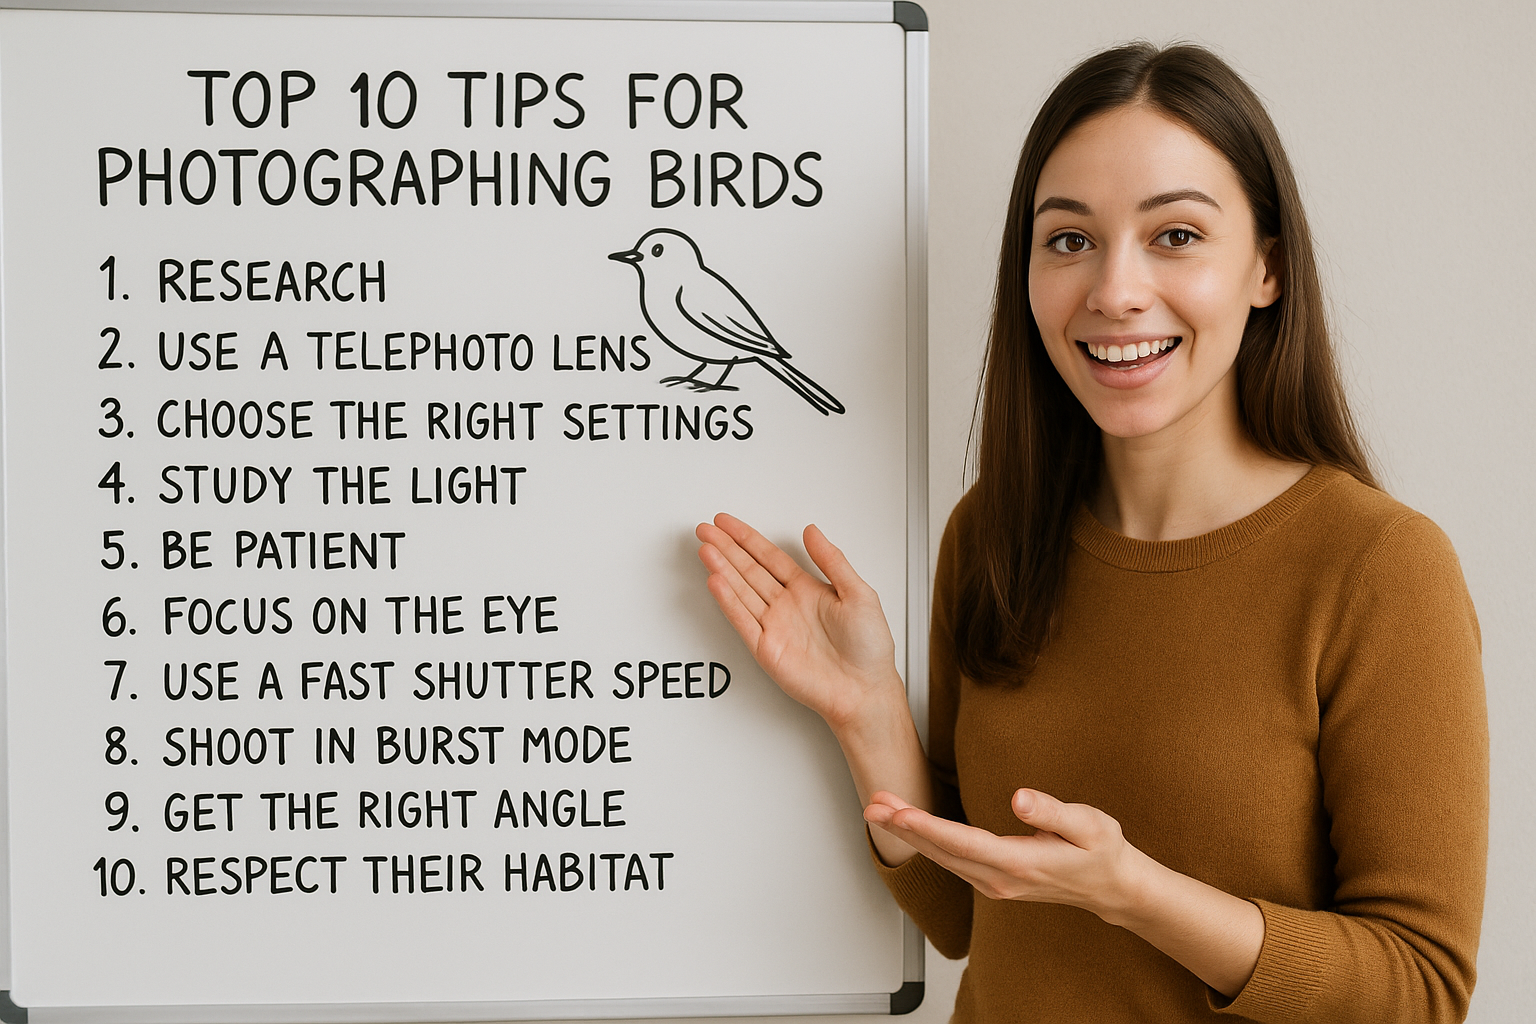 TOP 10 TIPS FOR
PHOTOGRAPHING BIRDS
1. RESEARCH
2. USE A TELEPHOTO LENS
3. CHOOSE THE RIGHT SETTINGS
4. STUDY THE LIGHT
5. BE PATIENT
6. FOCUS ON THE EYE
7. USE A FAST SHUTTER SPEED
8. SHOOT IN BURST MODE
9. GET THE RIGHT ANGLE
10. RESPECT THEIR HABITAT